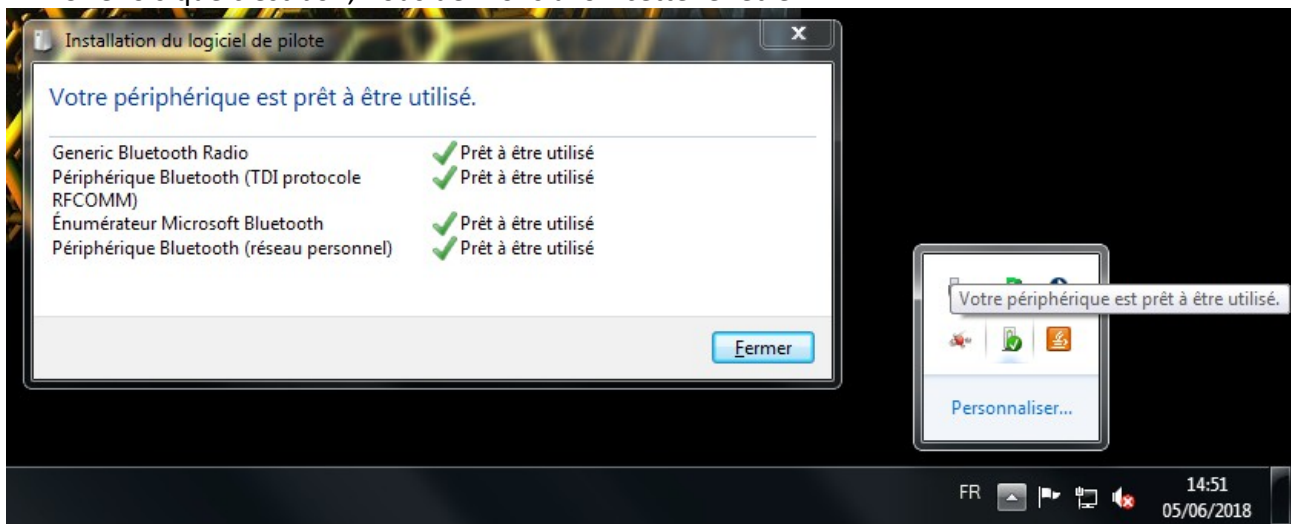 Installation du logiciel de pilote
x
Votre périphérique est prêt à être utilisé.
Generic Bluetooth Radio Prêt à être utilisé
Périphérique Bluetooth (TDI protocole Prêt à être utilisé
RFCOMM)
Énumérateur Microsoft Bluetooth Prêt à être utilisé
Périphérique Bluetooth (réseau personnel) Prêt à être utilisé
Fermer
Votre périphérique est prêt à être utilisé.
Personnaliser...
FR
14:51
05/06/2018